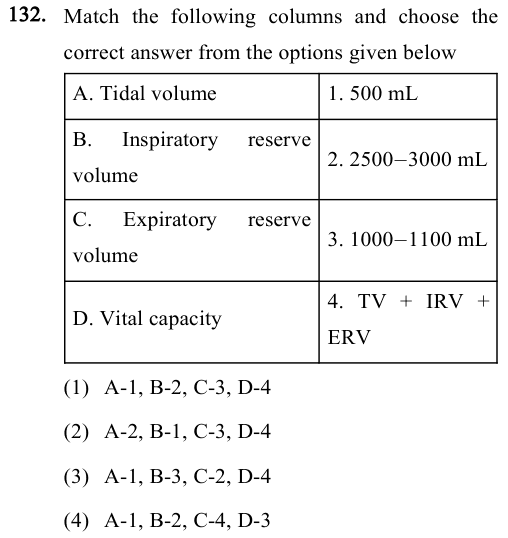 132. Match the following columns and choose the
correct answer from the options given below
A. Tidal volume
1. 500 mL
B. Inspiratory reserve
volume
2. 2500–3000 mL
C. Expiratory reserve
volume
3. 1000–1100 mL
D. Vital capacity
4. TV + IRV +
ERV
(1) A-1, B-2, C-3, D-4
(2) A-2, B-1, C-3, D-4
(3) A-1, B-3, C-2, D-4
(4) A-1, B-2, C-4, D-3